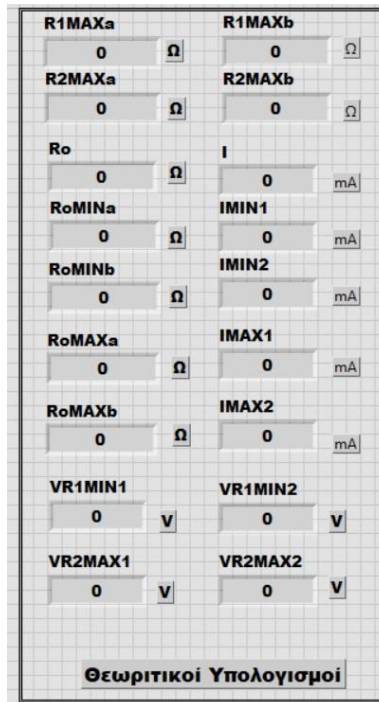 R1MAXa R1MAXb
0 Ω 0 Ω
R2MAXa R2MAXb
0 Ω 0 Ω
Ro I
0 Ω 0 mA
RoMINa IMIN1
0 Ω 0 mA
RoMINb IMIN2
0 Ω 0 mA
RoMAXa IMAX1
0 Ω 0 mA
RoMAXb IMAX2
0 Ω 0 mA
VR1MIN1 VR1MIN2
0 V 0 V
VR2MAX1 VR2MAX2
0 V 0 V
Θεωριτικοί Υπολογισμοί